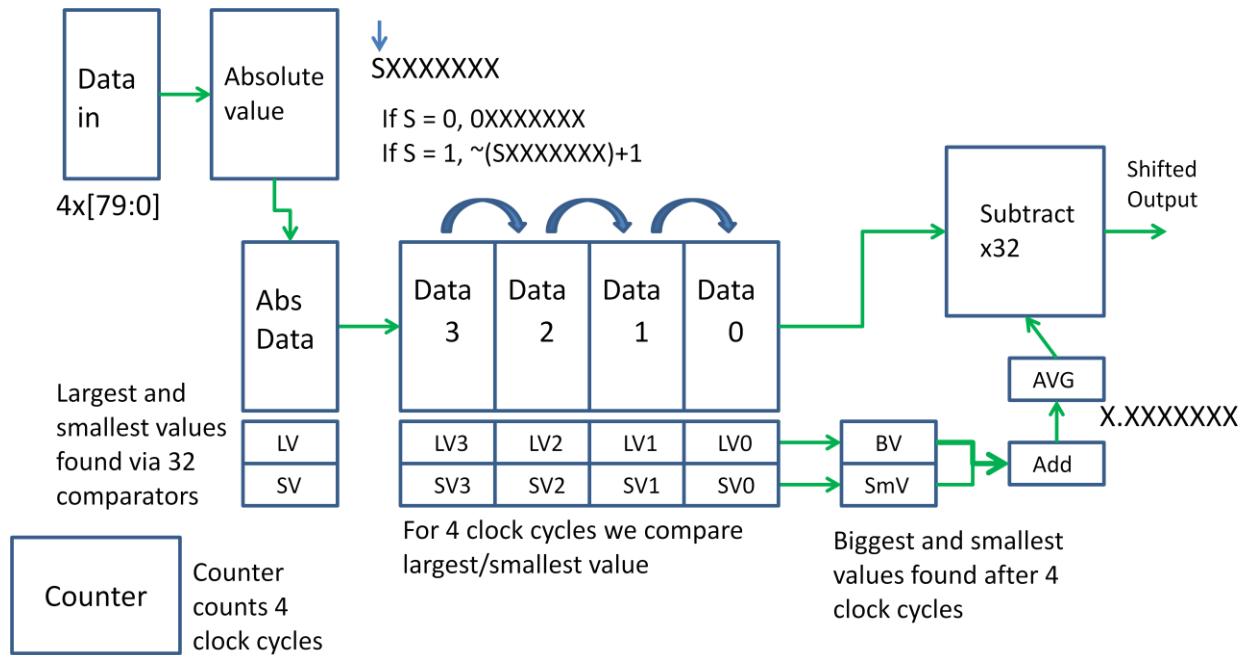 Data
in
4x[79:0]
Absolute
value
SXXXXXXX
If S = 0, 0XXXXXXX
If S = 1, ~(SXXXXXXX)+1
Abs
Data
Data
3
Data
2
Data
1
Data
0
Subtract
x32
Shifted
Output
AVG
X.XXXXXXX
Add
Largest and
smallest values
found via 32
comparators
LV
SV
LV3
LV2
LV1
LV0
SV3
SV2
SV1
SV0
BV
SmV
For 4 clock cycles we compare
largest/smallest value
Biggest and smallest
values found after 4
clock cycles
Counter
Counter
counts 4
clock cycles